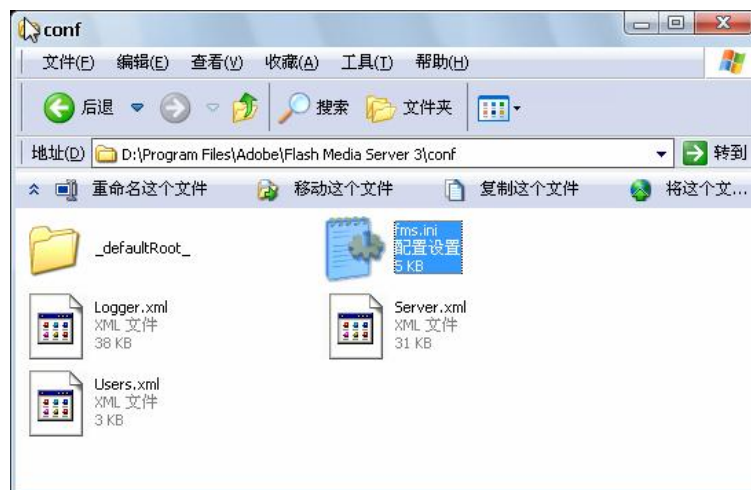 conf
文件(F) 编辑(E) 查看(V) 收藏(A) 工具(T) 帮助(H)
后退 搜索 文件夹
地址(D) D:\Program Files\Adobe\Flash Media Server 3\conf 转到
重命名这个文件 移动这个文件 复制这个文件 将这个文...
_defaultRoot_
fms.ini
配置设置
5 KB
Logger.xml
XML 文件
38 KB
Server.xml
XML 文件
31 KB
Users.xml
XML 文件
3 KB